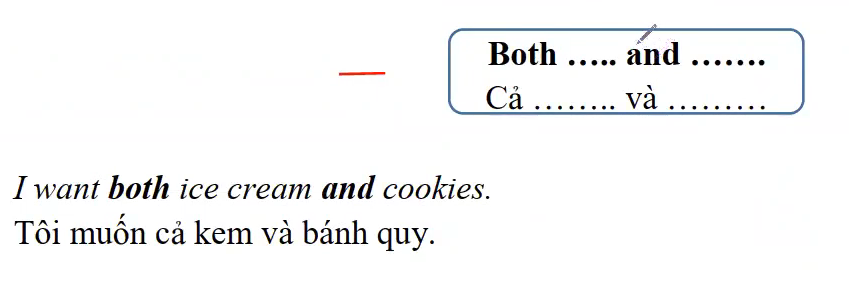 Both ….. and …….
Cả …….. và ………
I want both ice cream and cookies.
Tôi muốn cả kem và bánh quy.